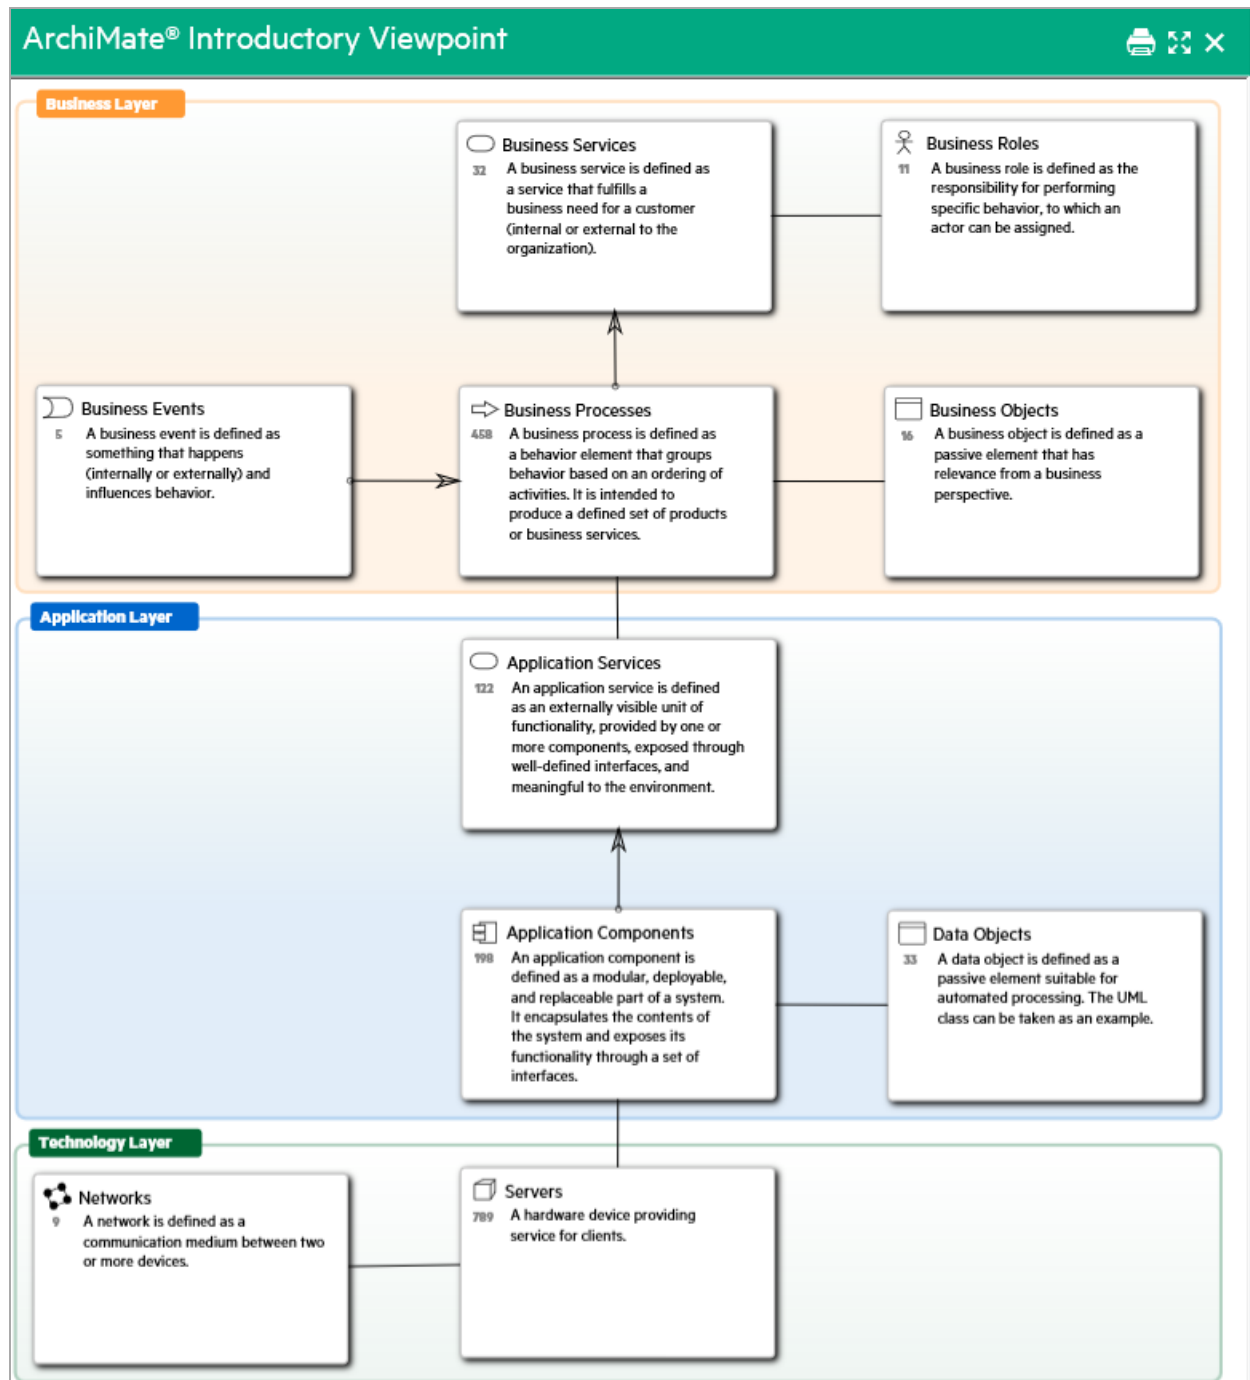 ArchiMate® Introductory Viewpoint
Business Layer
Business Services
32
A business service is defined as
a service that fulfills a
business need for a customer
(internal or external to the
organization).
Business Roles
11
A business role is defined as the
responsibility for performing
specific behavior, to which an
actor can be assigned.
Business Events
5
A business event is defined as
something that happens
(internally or externally) and
influences behavior.
Business Processes
458
A business process is defined as
a behavior element that groups
behavior based on an ordering of
activities. It is intended to
produce a defined set of products
or business services.
Business Objects
16
A business object is defined as a
passive element that has
relevance from a business
perspective.
Application Layer
Application Services
122
An application service is defined
as an externally visible unit of
functionality, provided by one or
more components, exposed through
well-defined interfaces, and
meaningful to the environment.
Application Components
198
An application component is
defined as a modular, deployable,
and replaceable part of a system.
It encapsulates the contents of
the system and exposes its
functionality through a set of
interfaces.
Data Objects
33
A data object is defined as a
passive element suitable for
automated processing. The UML
class can be taken as an example.
Technology Layer
Networks
9
A network is defined as a
communication medium between two
or more devices.
Servers
789
A hardware device providing
service for clients.